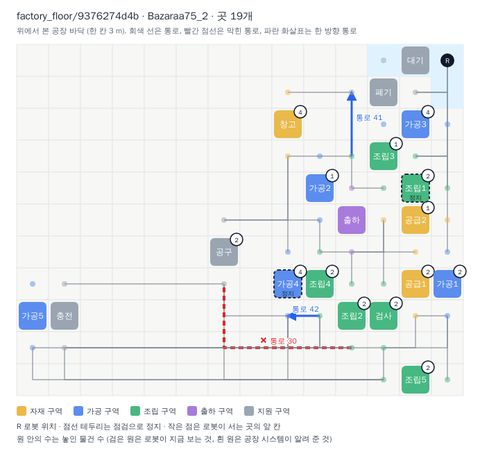 factory_floor/9376274d4b · Bazaraa75_2 · 곳 19개
위에서 본 공장 바닥 (한 칸 3 m). 회색 선은 통로, 빨간 점선은 막힌 통로, 파란 화살표는 한 방향 통로
대기 R
폐기
통로 41
창고 4
가공3 4
조립3 1
가공2 1
조립1 2
정지
출하
공급2 1
공구 2
가공4 4
정지
조립4 2
공급1 2
가공1 2
가공5
충전
통로 42
조립2 2
검사 2
✖ 통로 30
조립5 2
자재 구역 가공 구역 조립 구역 출하 구역 지원 구역
R 로봇 위치 · 점선 테두리는 점검으로 정지 · 작은 점은 로봇이 서는 곳의 앞 칸
원 안의 수는 놓인 물건 수 (검은 원은 로봇이 지금 보는 것, 흰 원은 공장 시스템이 알려 준 것)